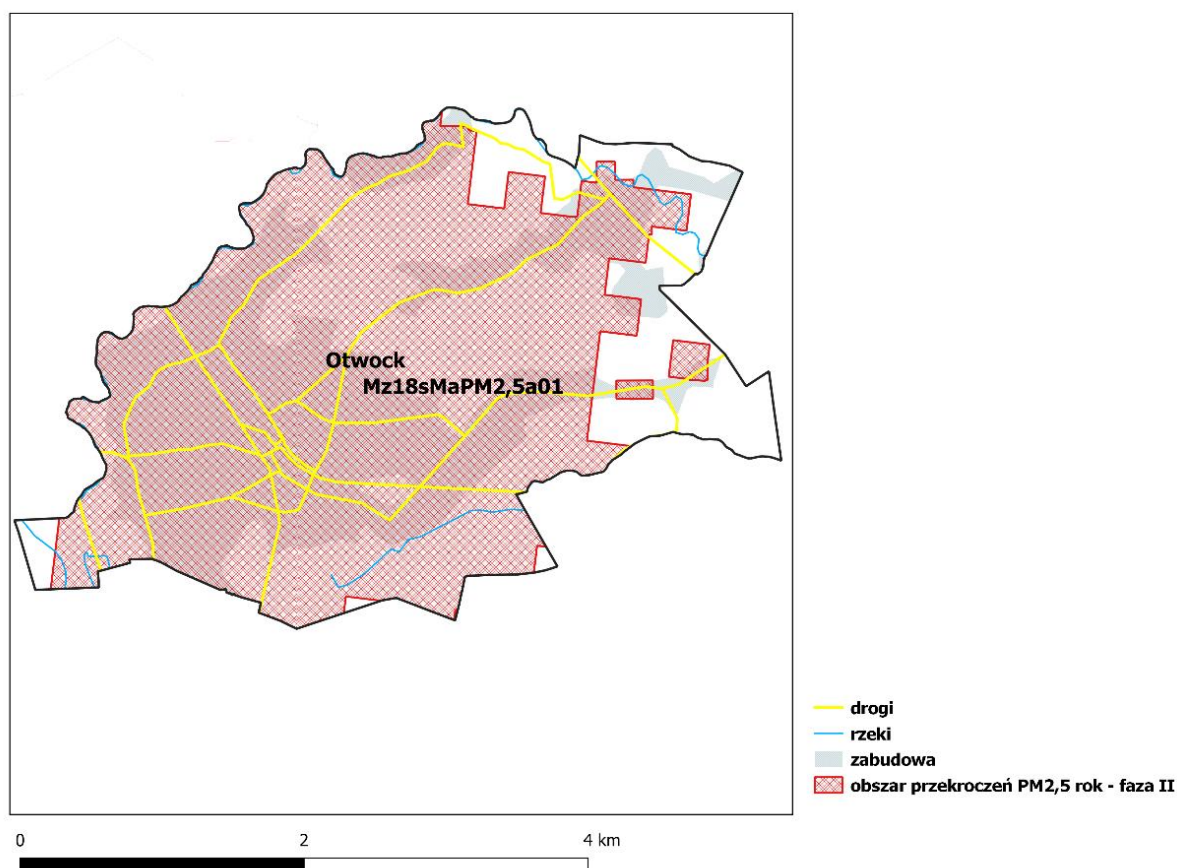 Otwock
Mz18sMaPM2,5a01
drogi
rzeki
zabudowa
obszar przekroczeń PM2,5 rok - faza II
0 2 4 km